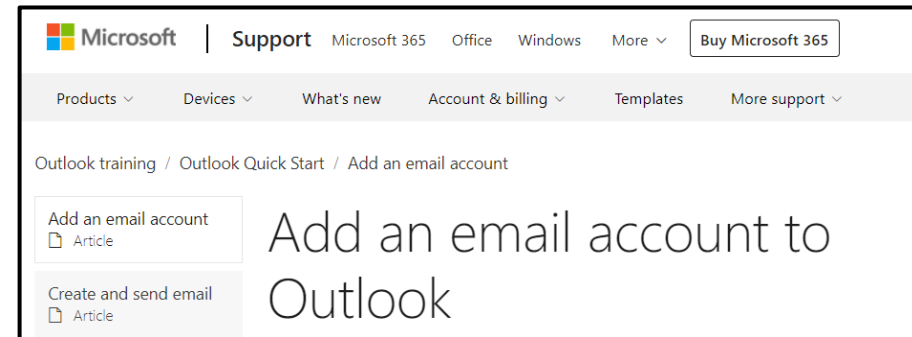 Microsoft | Support Microsoft 365 Office Windows More Buy Microsoft 365
Products Devices What's new Account & billing Templates More support
Outlook training / Outlook Quick Start / Add an email account
Add an email account
Article
Create and send email
Article
Add an email account to
Outlook